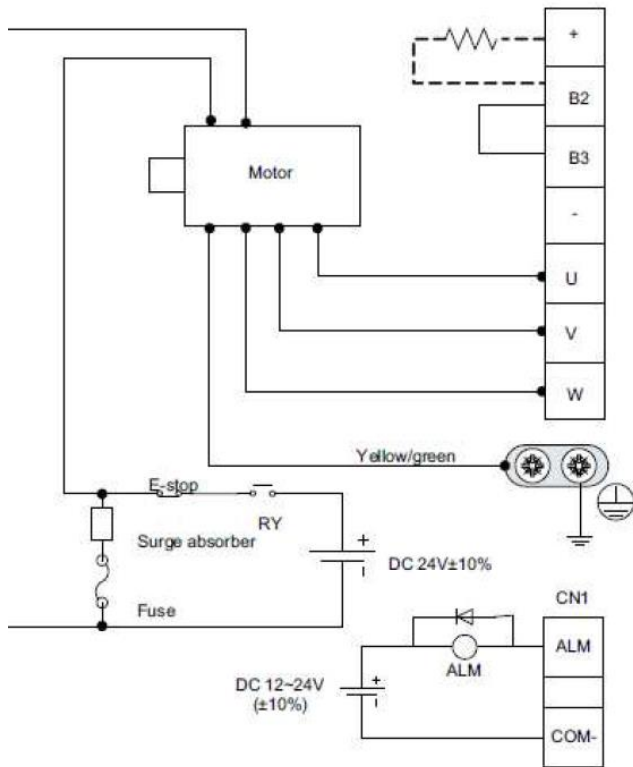 +
B2
Motor
B3
-
U
V
W
Yellow/green
E-stop
RY
Surge absorber
+
DC 24V±10%
-
Fuse
CN1
ALM
ALM
DC 12~24V
(±10%)
+
-
COM-